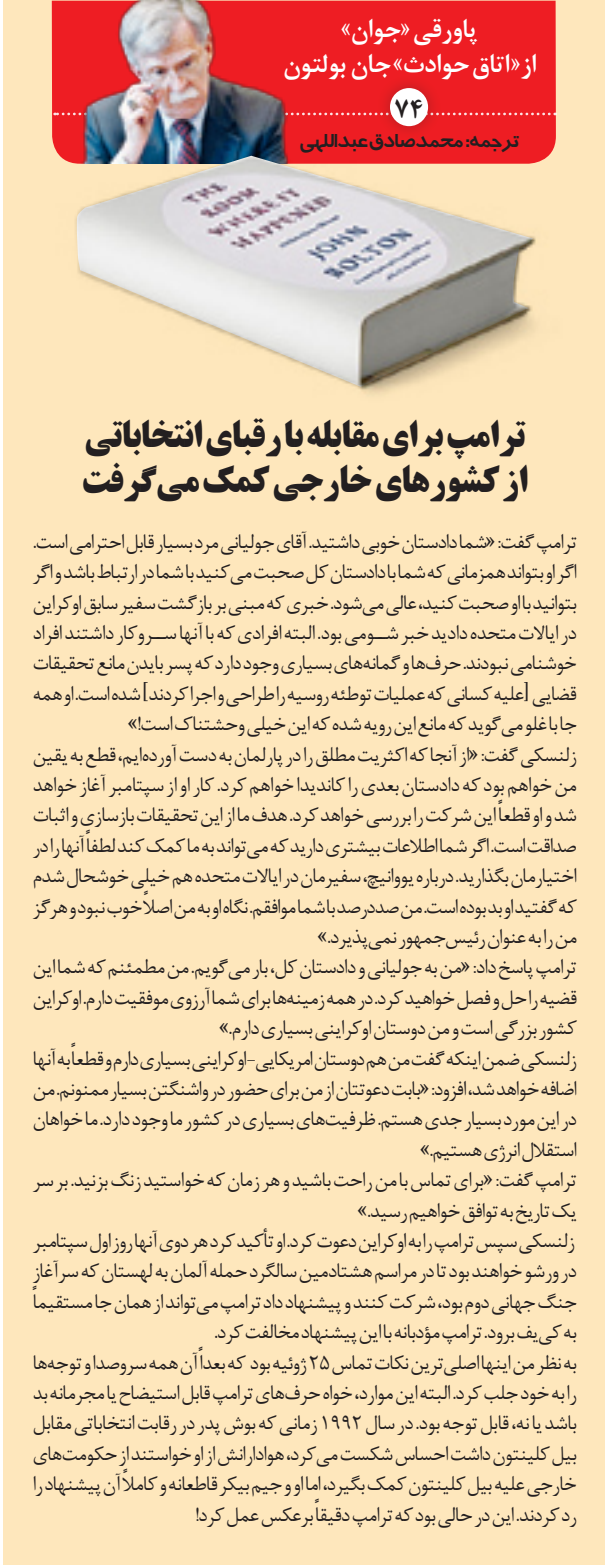 پاورقی «جوان»
از «اتاق حوادث» جان بولتون
۷۴
ترجمه: محمدصادق عبداللهی
THE
ROOM
WHERE IT
HAPPENED
JOHN
BOLTON
ترامپ برای مقابله با رقبای انتخاباتی
از کشورهای خارجی کمک می‌گرفت
ترامپ گفت: «شما دادستان خوبی داشتید. آقای جولیانی مرد بسیار قابل احترامی است.
اگر او بتواند همزمانی که شما با دادستان کل صحبت می‌کنید با شما در ارتباط باشد و اگر
بتوانید با او صحبت کنید، عالی می‌شود. خبری که مبنی بر بازگشت سفیر سابق اوکراین
در ایالات متحده دادید خبر شومی بود. البته افرادی که با آنها سروکار داشتند افراد
خوشنامی نبودند. حرف‌ها و گمانه‌های بسیاری وجود دارد که پسر بایدن مانع تحقیقات
قضایی [علیه کسانی که عملیات توطئه روسیه را طراحی و اجرا کردند] شده است. او همه
جا با غلو می‌گوید که مانع این رویه شده که این خیلی وحشتناک است!»
زلنسکی گفت: «از آنجا که اکثریت مطلق را در پارلمان به دست آورده‌ایم، قطع به یقین
من خواهم بود که دادستان بعدی را کاندیدا خواهم کرد. کار او از سپتامبر آغاز خواهد
شد و او قطعاً این شرکت را بررسی خواهد کرد. هدف ما از این تحقیقات بازسازی و اثبات
صداقت است. اگر شما اطلاعات بیشتری دارید که می‌تواند به ما کمک کند لطفاً آنها را در
اختیارمان بگذارید. درباره یووانیچ، سفیرمان در ایالات متحده هم خیلی خوشحال شدم
که گفتید او بد بوده است. من صددرصد با شما موافقم. نگاه او به من اصلاً خوب نبود و هرگز
من را به عنوان رئیس‌جمهور نمی‌پذیرد.»
ترامپ پاسخ داد: «من به جولیانی و دادستان کل، بار می‌گویم. من مطمئنم که شما این
قضیه را حل و فصل خواهید کرد. در همه زمینه‌ها برای شما آرزوی موفقیت دارم. اوکراین
کشور بزرگی است و من دوستان اوکراینی بسیاری دارم.»
زلنسکی ضمن اینکه گفت من هم دوستان امریکایی-اوکراینی بسیاری دارم و قطعاً به آنها
اضافه خواهد شد، افزود: «بابت دعوتتان از من برای حضور در واشنگتن بسیار ممنونم. من
در این مورد بسیار جدی هستم. ظرفیت‌های بسیاری در کشور ما وجود دارد. ما خواهان
استقلال انرژی هستیم.»
ترامپ گفت: «برای تماس با من راحت باشید و هر زمان که خواستید زنگ بزنید. بر سر
یک تاریخ به توافق خواهیم رسید.»
زلنسکی سپس ترامپ را به اوکراین دعوت کرد. او تأکید کرد هر دوی آنها روز اول سپتامبر
در ورشو خواهند بود تا در مراسم هشتادمین سالگرد حمله آلمان به لهستان که سرآغاز
جنگ جهانی دوم بود، شرکت کنند و پیشنهاد داد ترامپ می‌تواند از همان جا مستقیماً
به کی‌یف برود. ترامپ مؤدبانه با این پیشنهاد مخالفت کرد.
به نظر من اینها اصلی‌ترین نکات تماس ۲۵ ژوئیه بود که بعداً آن همه سروصدا و توجه‌ها
را به خود جلب کرد. البته این موارد، خواه حرف‌های ترامپ قابل استیضاح یا مجرمانه بد
باشد یا نه، قابل توجه بود. در سال ۱۹۹۲ زمانی که بوش پدر در رقابت انتخاباتی مقابل
بیل کلینتون داشت احساس شکست می‌کرد، هوادارانش از او خواستند از حکومت‌های
خارجی علیه بیل کلینتون کمک بگیرد، اما او و جیم بیکر قاطعانه و کاملاً آن پیشنهاد را
رد کردند. این در حالی بود که ترامپ دقیقاً برعکس عمل کرد!